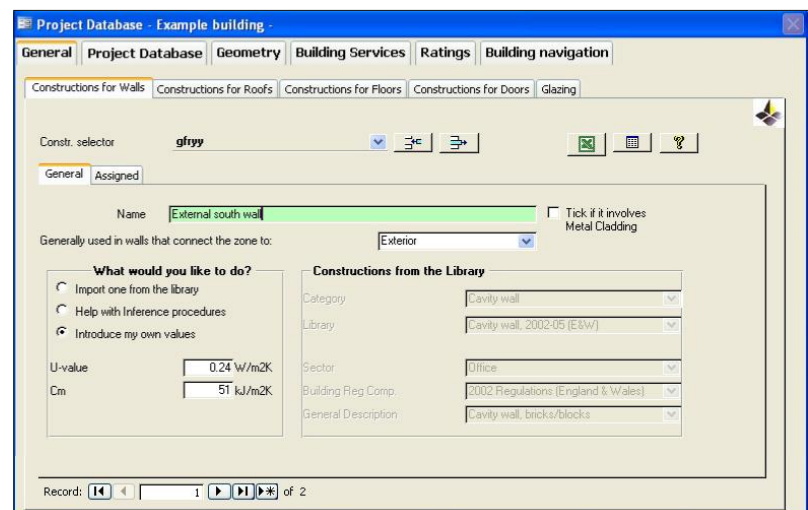 Project Database - Example building -
General Project Database Geometry Building Services Ratings Building navigation
Constructions for Walls Constructions for Roofs Constructions for Floors Constructions for Doors Glazing
Constr. selector gfryy
General Assigned
Name External south wall Tick if it involves
Metal Cladding
Generally used in walls that connect the zone to: Exterior
What would you like to do? Constructions from the Library
Import one from the library Category Cavity wall
Help with Inference procedures Library Cavity wall, 2002-05 (E&W)
Introduce my own values
U-value 0.24 W/m2K Sector Office
Cm 51 kJ/m2K Building Reg Comp. 2002 Regulations (England & Wales)
General Description Cavity wall, bricks/blocks
Record: 1 of 2